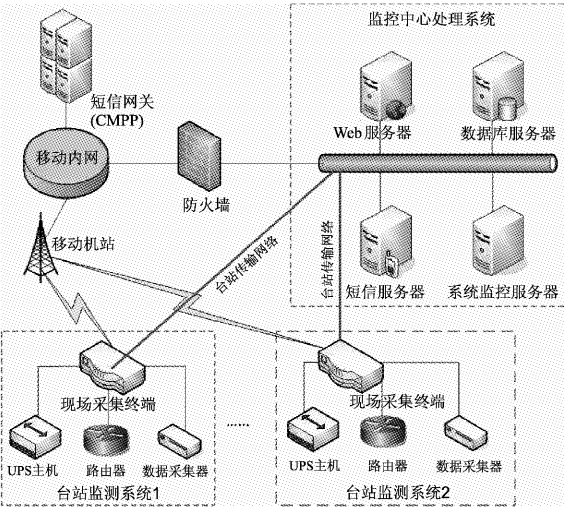 监控中心处理系统
短信网关
(CMPP)
Web服务器
数据库服务器
移动内网
防火墙
移动机站
台站传输网络
台站传输网络
短信服务器
系统监控服务器
现场采集终端
现场采集终端
......
UPS主机
路由器
数据采集器
UPS主机
路由器
数据采集器
台站监测系统1
台站监测系统2